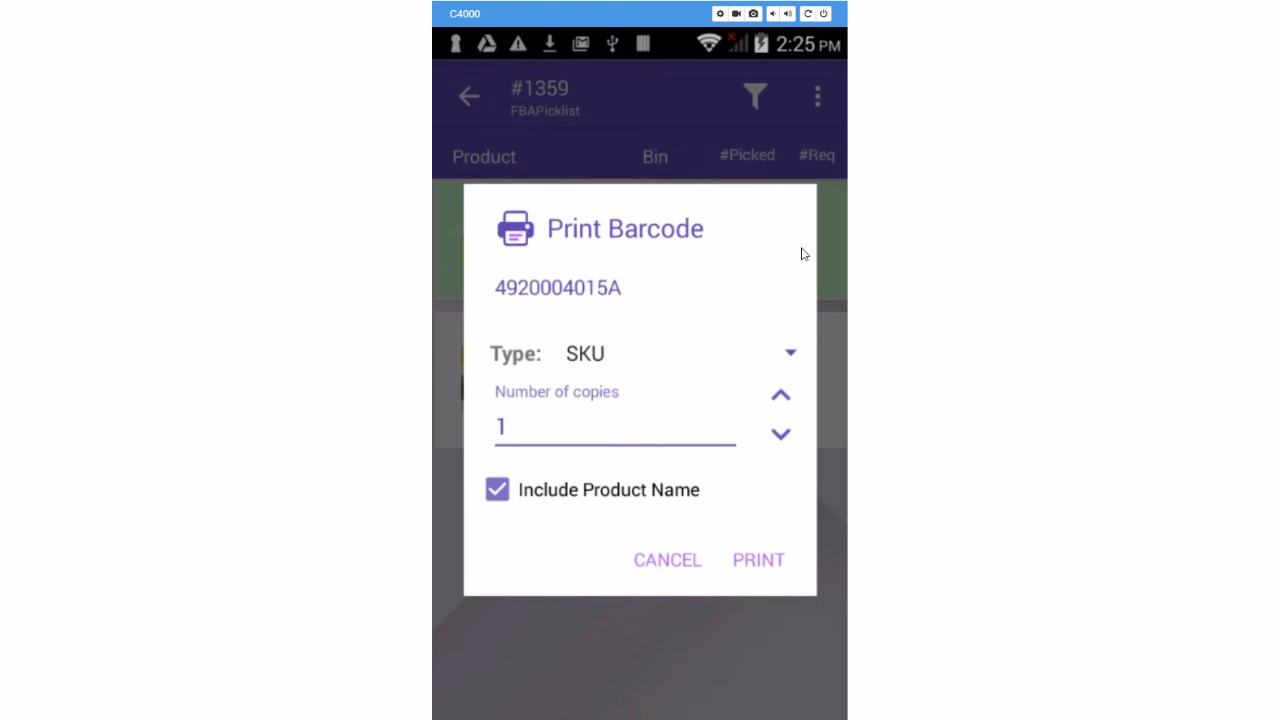 C4000
2:25 PM
#1359
FBAPicklist
Product Bin #Picked #Req
Print Barcode
4920004015A
Type: SKU
Number of copies
1
Include Product Name
CANCEL PRINT